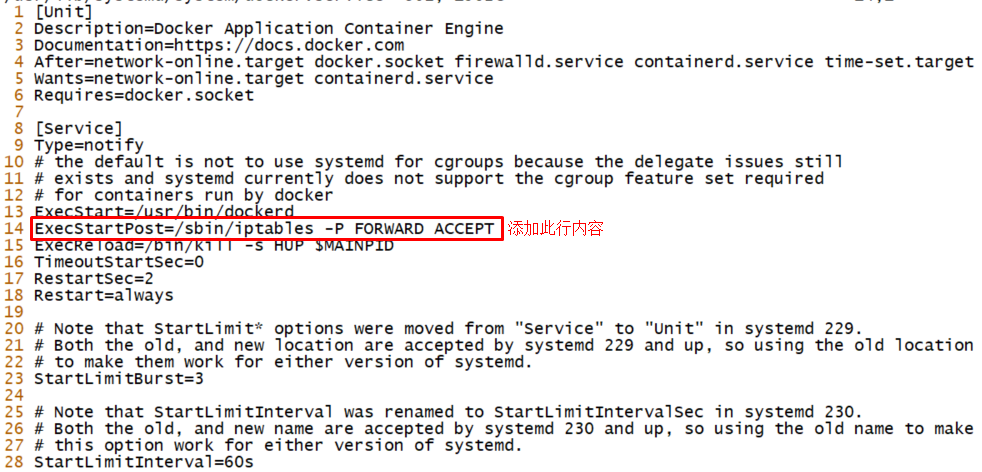 1 [Unit]
2 Description=Docker Application Container Engine
3 Documentation=https://docs.docker.com
4 After=network-online.target docker.socket firewalld.service containerd.service time-set.target
5 Wants=network-online.target containerd.service
6 Requires=docker.socket
7
8 [Service]
9 Type=notify
10 # the default is not to use systemd for cgroups because the delegate issues still
11 # exists and systemd currently does not support the cgroup feature set required
12 # for containers run by docker
13 ExecStart=/usr/bin/dockerd
14 ExecStartPost=/sbin/iptables -P FORWARD ACCEPT 添加此行内容
15 ExecReload=/bin/kill -s HUP $MAINPID
16 TimeoutStartSec=0
17 RestartSec=2
18 Restart=always
19
20 # Note that StartLimit* options were moved from "Service" to "Unit" in systemd 229.
21 # Both the old, and new location are accepted by systemd 229 and up, so using the old location
22 # to make them work for either version of systemd.
23 StartLimitBurst=3
24
25 # Note that StartLimitInterval was renamed to StartLimitIntervalSec in systemd 230.
26 # Both the old, and new name are accepted by systemd 230 and up, so using the old name to make
27 # this option work for either version of systemd.
28 StartLimitInterval=60s